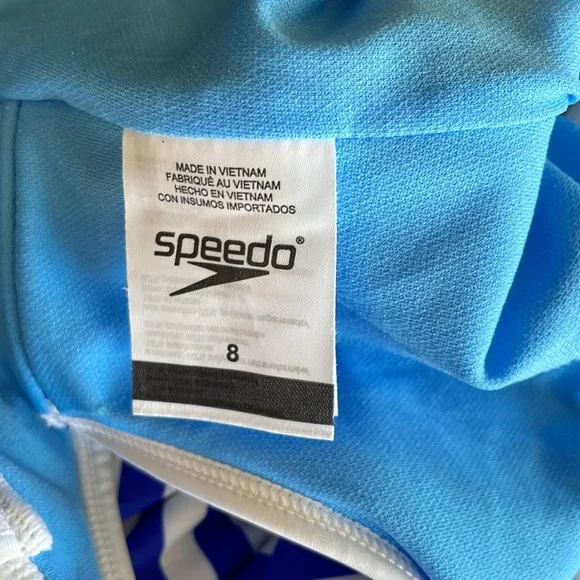 MADE IN VIETNAM
FABRIQUÉ AU VIETNAM
HECHO EN VIETNAM
CON INSUMOS IMPORTADOS
speedo®
8